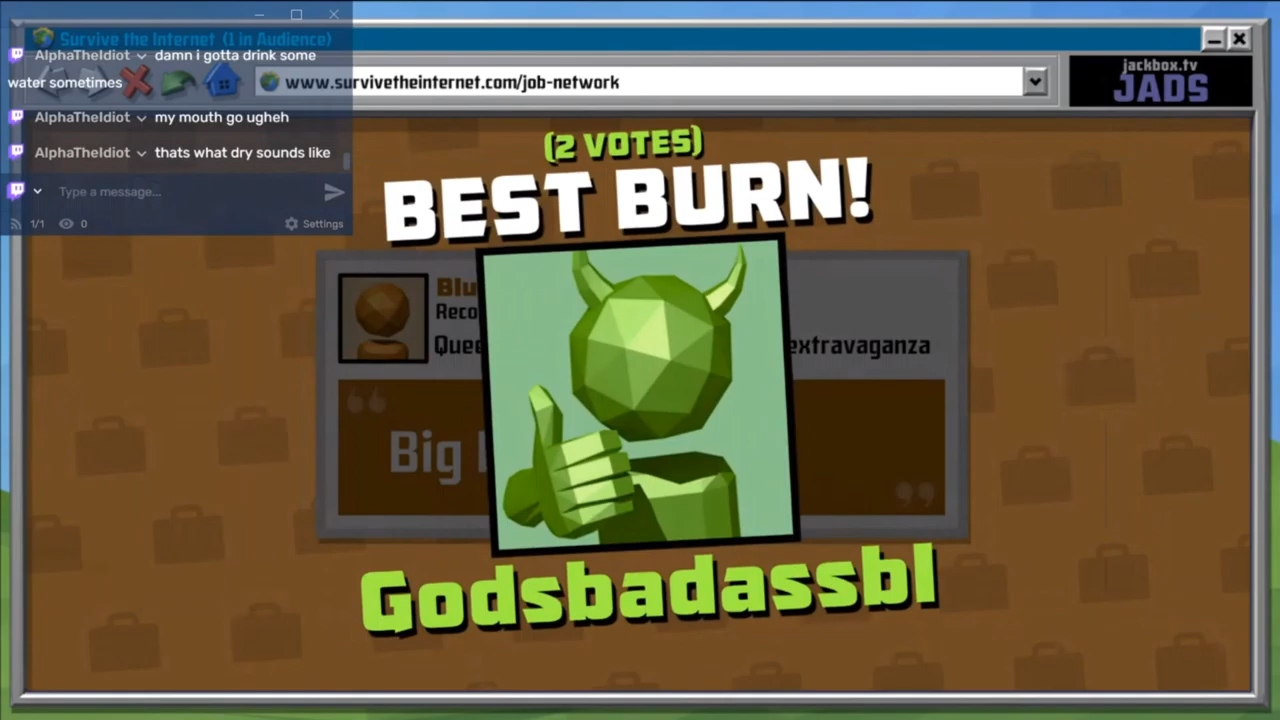 Survive the Internet (1 in Audience)
AlphaTheIdiot damn i gotta drink some
water sometimes
AlphaTheIdiot my mouth go ugheh
AlphaTheIdiot thats what dry sounds like
Type a message...
1/1 0 Settings
www.survivetheinternet.com/job-network
jackbox.tv
JADS
(2 VOTES)
BEST BURN!
extravaganza
Big
Godsbadassbl